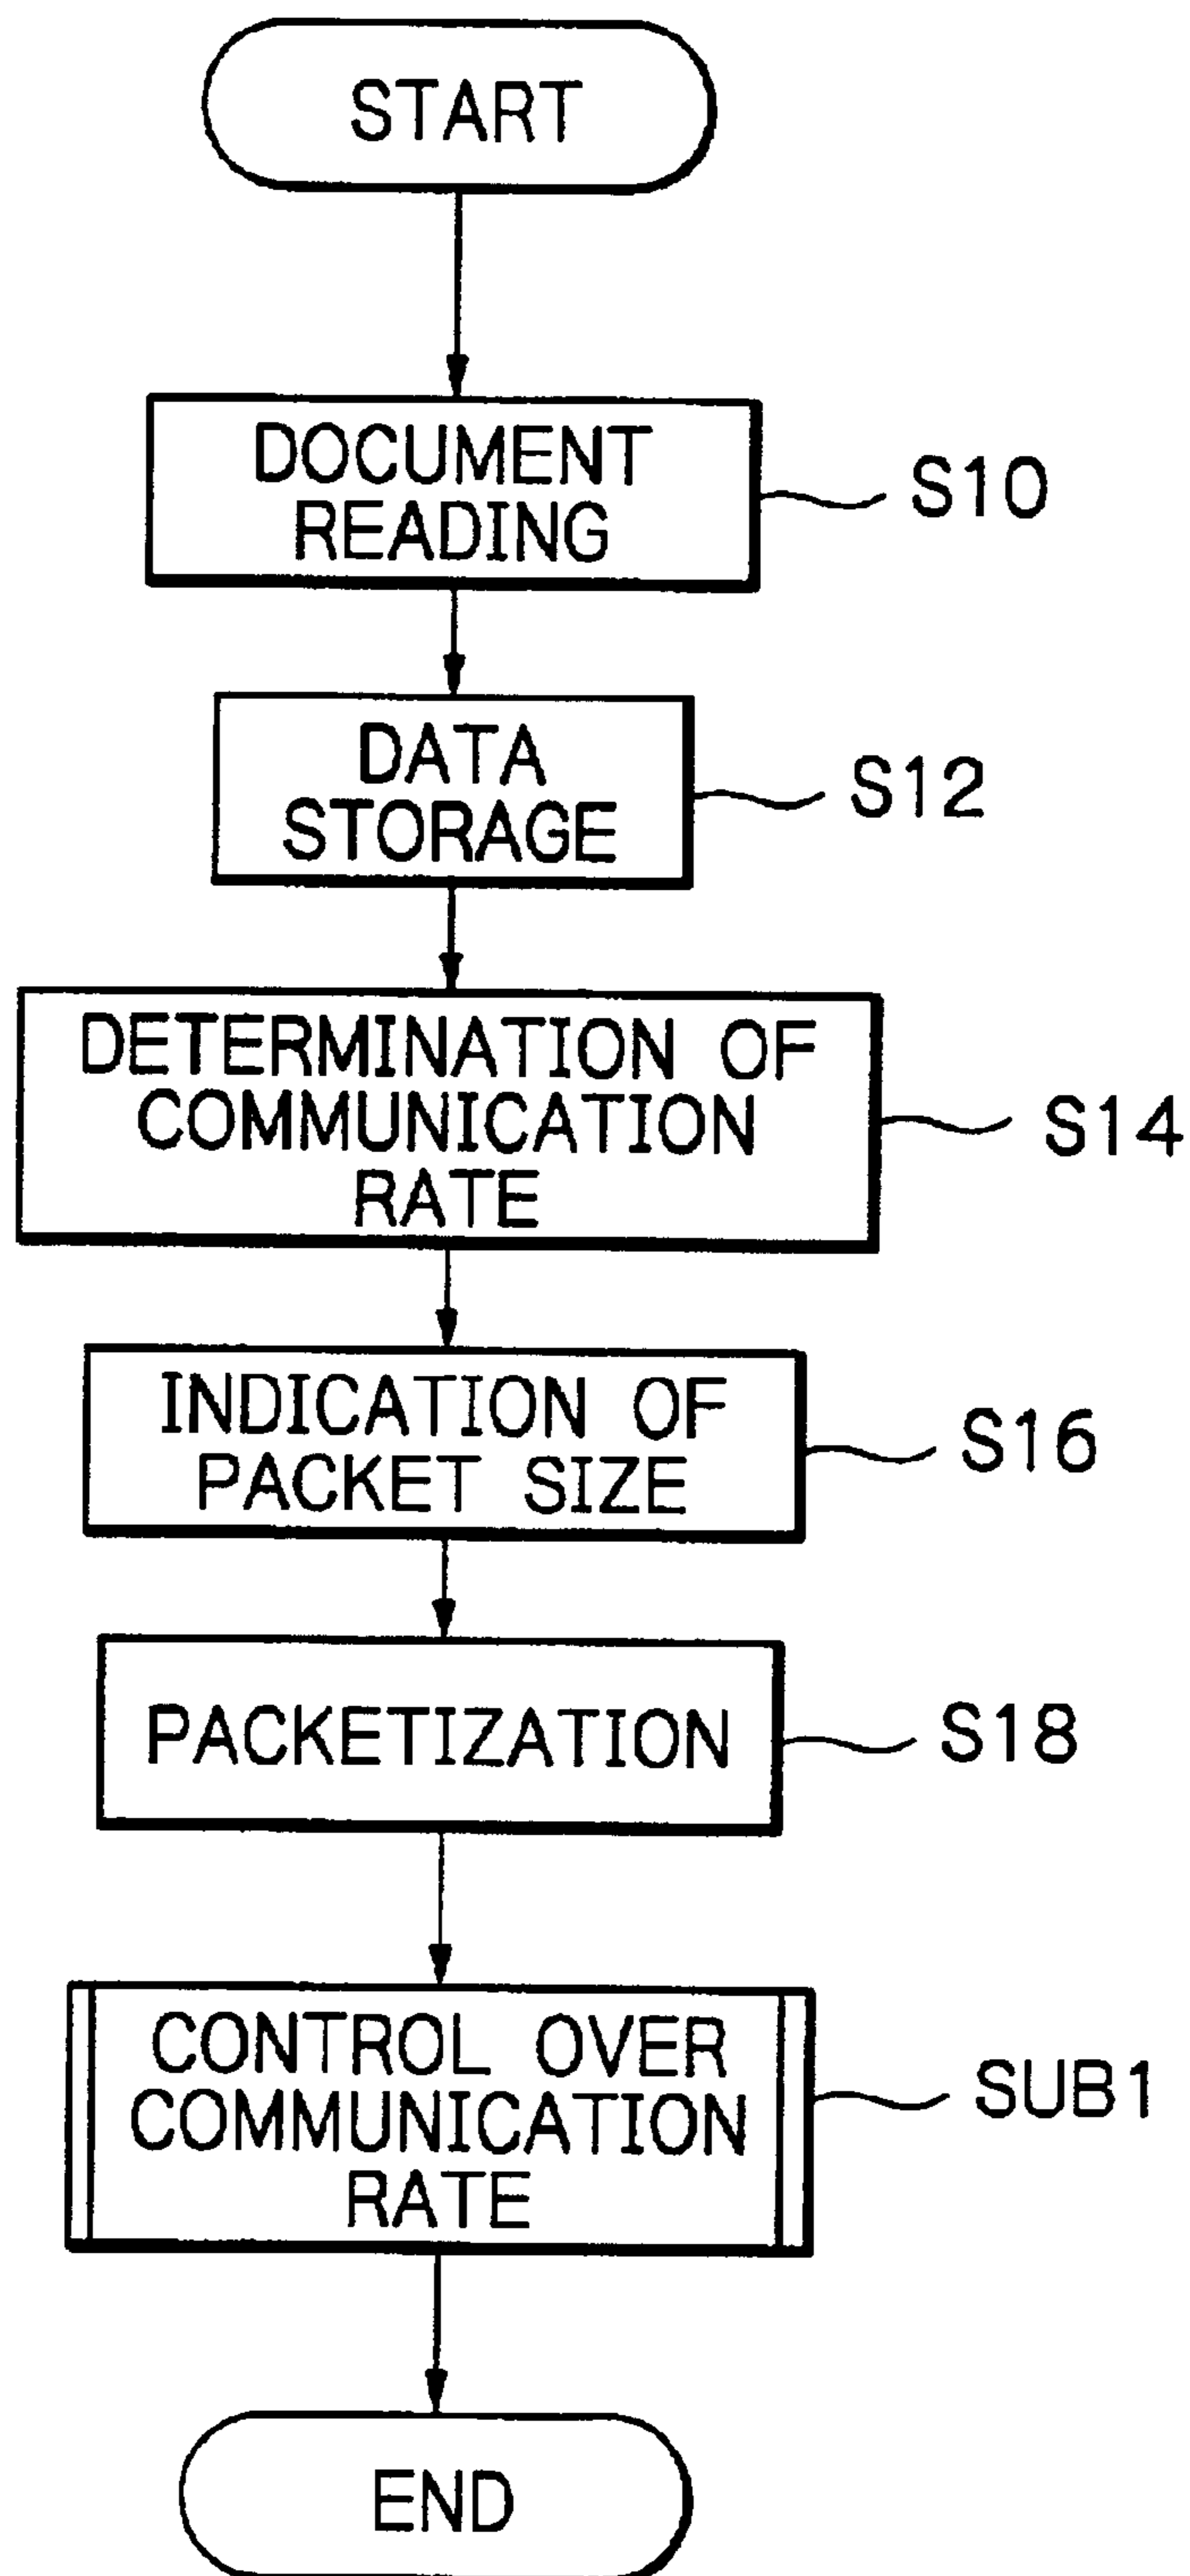 START
DOCUMENT
READING
S10
DATA
STORAGE
S12
DETERMINATION OF
COMMUNICATION
RATE
S14
INDICATION OF
PACKET SIZE
S16
PACKETIZATION
S18
CONTROL OVER
COMMUNICATION
RATE
SUB1
END